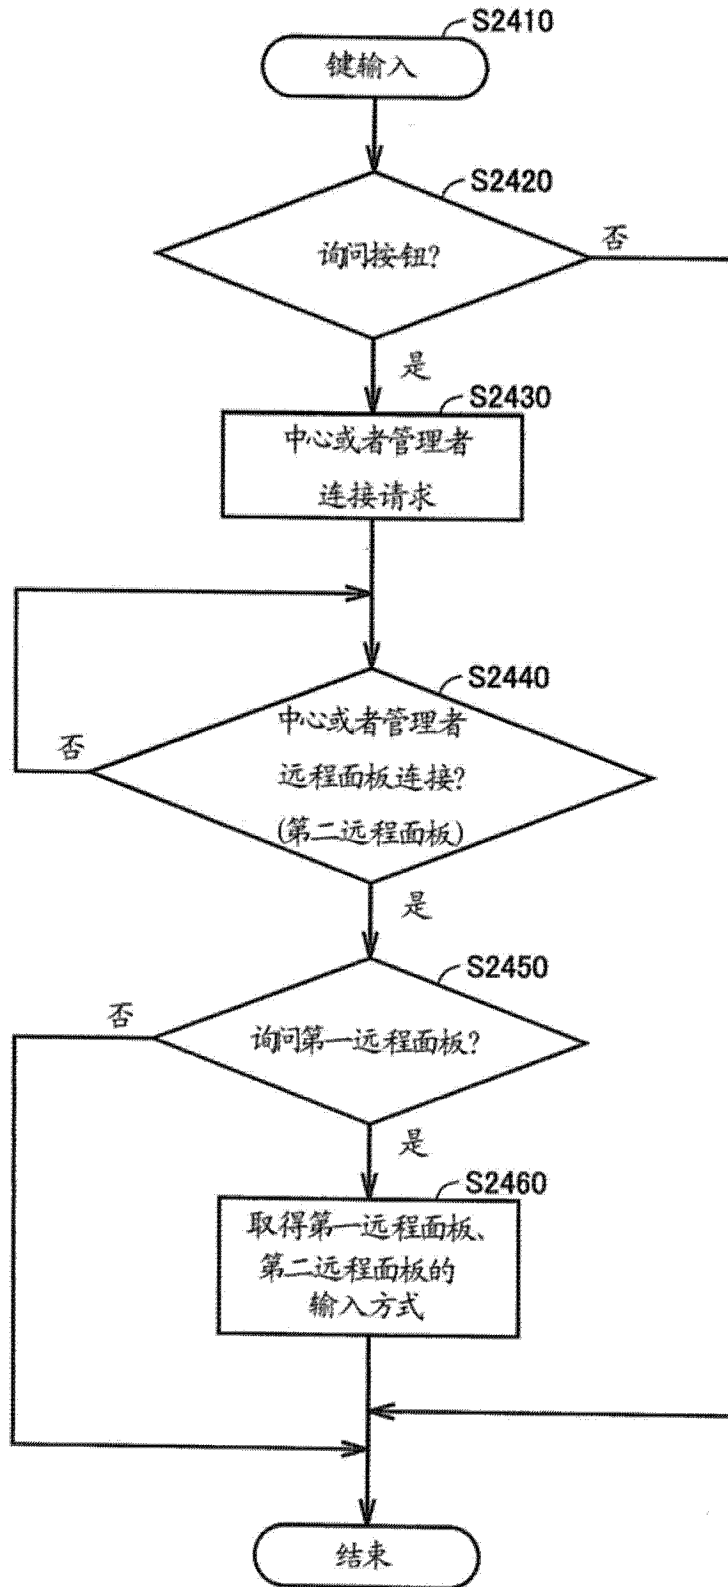 S2410
键输入
S2420
询问按钮?
否
是
S2430
中心或者管理者
连接请求
S2440
中心或者管理者
远程面板连接?
(第二远程面板)
否
是
S2450
询问第一远程面板?
否
是
S2460
取得第一远程面板、
第二远程面板的
输入方式
结束